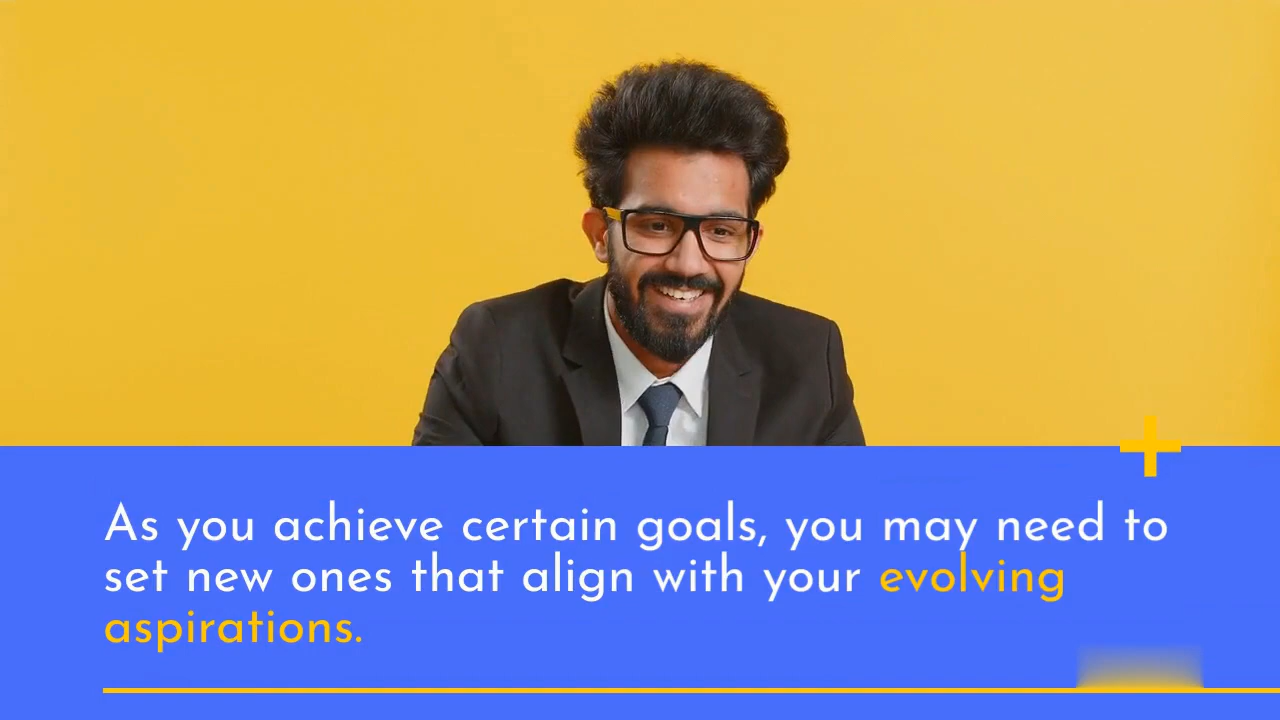 As you achieve certain goals, you may need to
set new ones that align with your evolving
aspirations.